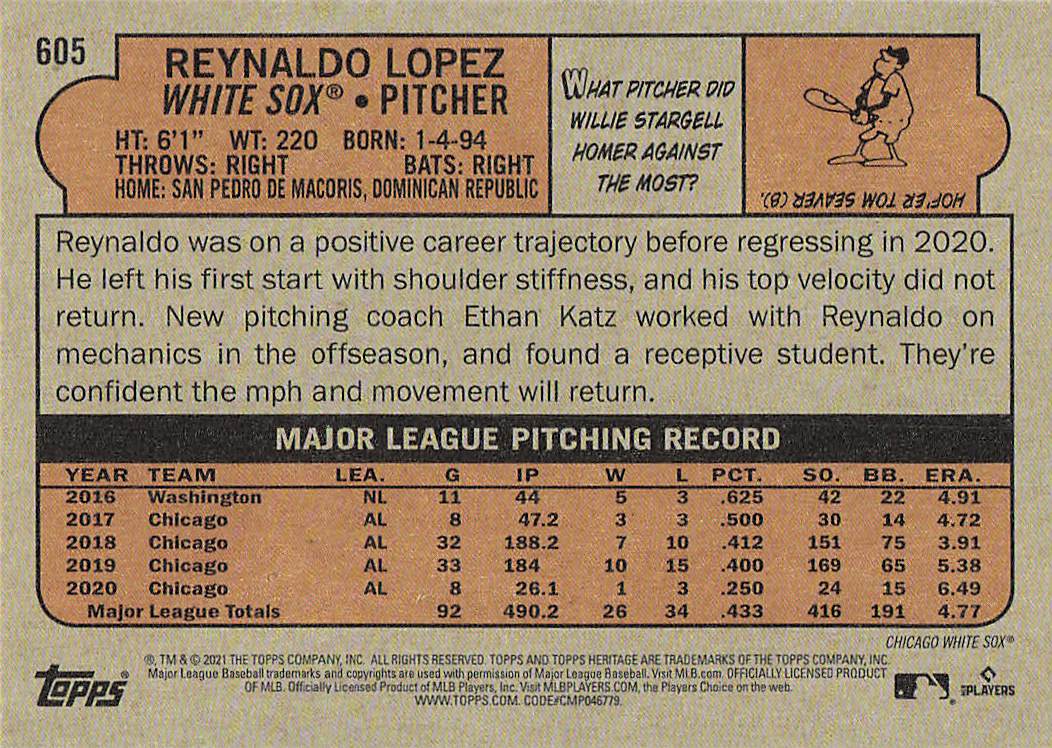 605
REYNALDO LOPEZ
WHITE SOX® • PITCHER
HT: 6'1" WT: 220 BORN: 1-4-94
THROWS: RIGHT BATS: RIGHT
HOME: SAN PEDRO DE MACORIS, DOMINICAN REPUBLIC
WHAT PITCHER DID
WILLIE STARGELL
HOMER AGAINST
THE MOST?
HOF'ER TOM SEAVER (8).
Reynaldo was on a positive career trajectory before regressing in 2020.
He left his first start with shoulder stiffness, and his top velocity did not
return. New pitching coach Ethan Katz worked with Reynaldo on
mechanics in the offseason, and found a receptive student. They're
confident the mph and movement will return.
MAJOR LEAGUE PITCHING RECORD
YEAR TEAM LEA. G IP W L PCT. SO. BB. ERA.
2016 Washington NL 11 44 5 3 .625 42 22 4.91
2017 Chicago AL 8 47.2 3 3 .500 30 14 4.72
2018 Chicago AL 32 188.2 7 10 .412 151 75 3.91
2019 Chicago AL 33 184 10 15 .400 169 65 5.38
2020 Chicago AL 8 26.1 1 3 .250 24 15 6.49
Major League Totals 92 490.2 26 34 .433 416 191 4.77
CHICAGO WHITE SOX®
®, TM & © 2021 THE TOPPS COMPANY, INC. ALL RIGHTS RESERVED. TOPPS AND TOPPS HERITAGE ARE TRADEMARKS OF THE TOPPS COMPANY, INC.
Major League Baseball trademarks and copyrights are used with permission of Major League Baseball. Visit MLB.com. OFFICIALLY LICENSED PRODUCT
OF MLB. Officially Licensed Product of MLB Players, Inc. Visit MLBPLAYERS.COM, the Players Choice on the web.
WWW.TOPPS.COM. CODE#CMP046779.
topps®
PLAYERS